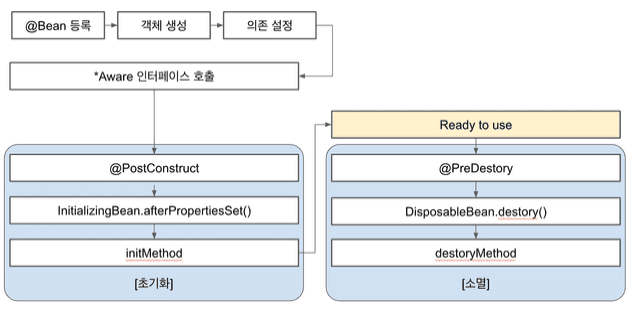 @Bean 등록
객체 생성
의존 설정
*Aware 인터페이스 호출
Ready to use
@PostConstruct
InitializingBean.afterPropertiesSet()
initMethod
[초기화]
@PreDestory
DisposableBean.destory()
destoryMethod
[소멸]